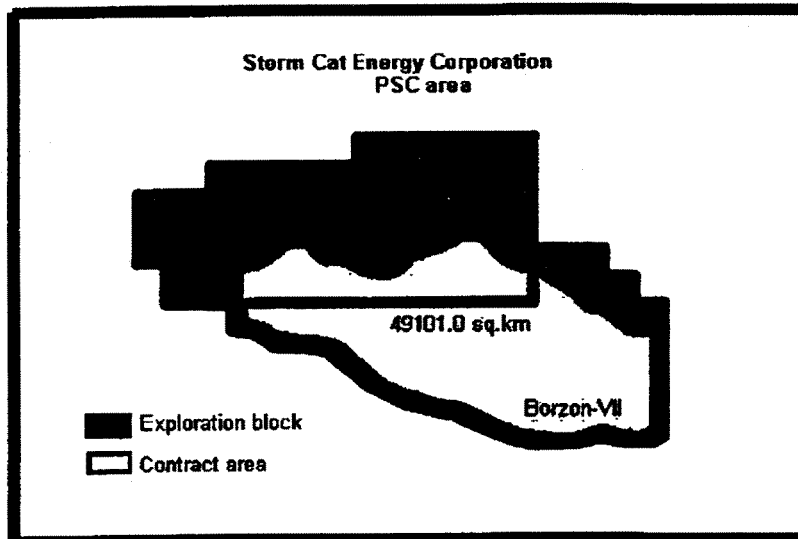 Storm Cat Energy Corporation
PSC area
49101.0 sq.km
Borzon-VII
Exploration block
Contract area